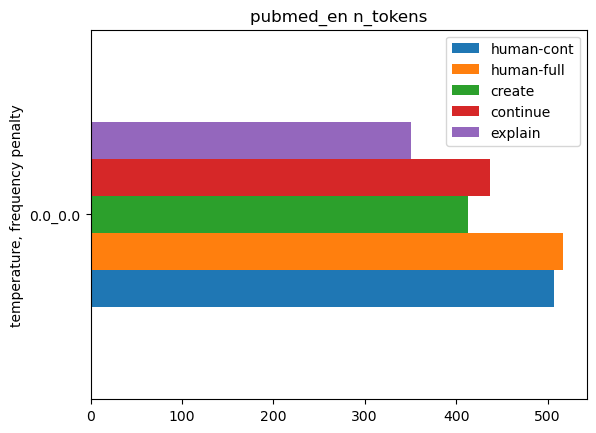 pubmed_en n_tokens
human-cont
human-full
create
continue
explain
temperature, frequency penalty
0.0_0.0
0 100 200 300 400 500